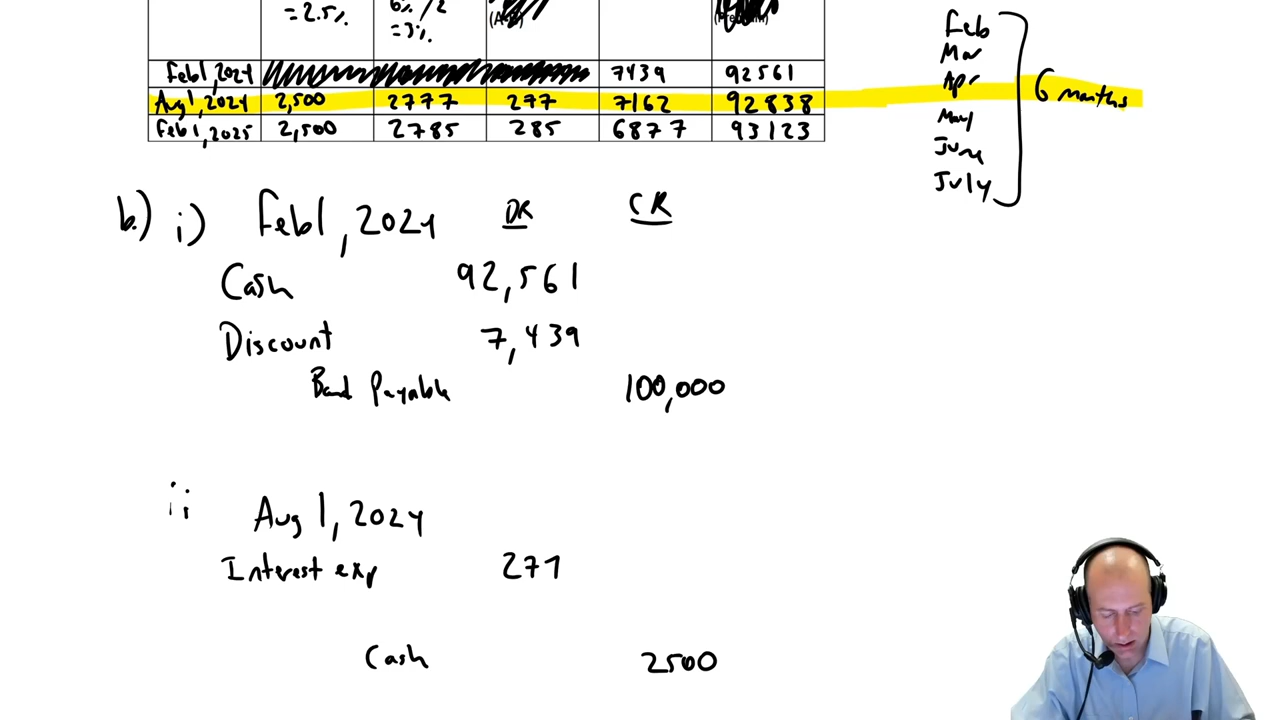 = 2.5%
6% / 2
= 3%
Feb 1, 2024 7439 92561
Aug 1, 2024 2,500 2777 277 7162 92838
Feb 1, 2025 2,500 2785 285 6877 93123
Feb
Mar
Apr
May
June
July
6 months
b.) i) Feb 1, 2024 DR CR
Cash 92,561
Discount 7,439
Bond Payable 100,000
ii Aug 1, 2024
Interest exp 277
Cash 2500